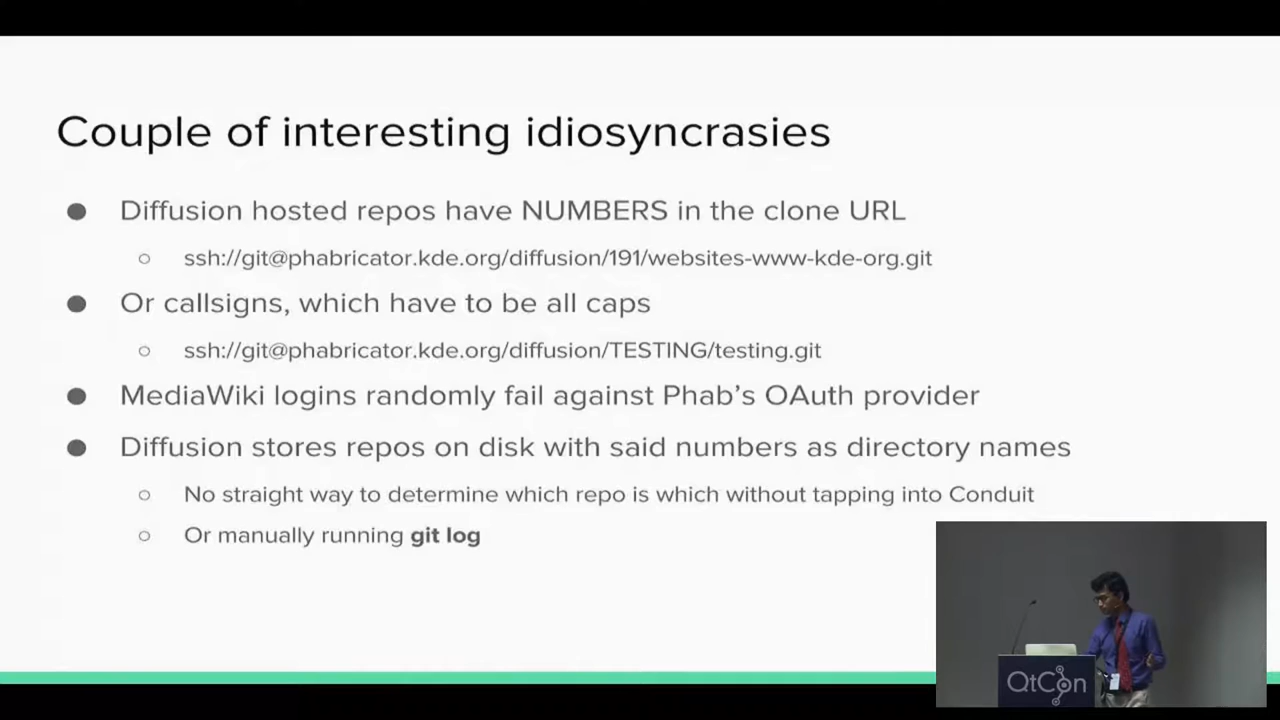 Couple of interesting idiosyncrasies
● Diffusion hosted repos have NUMBERS in the clone URL
○ ssh://git@phabricator.kde.org/diffusion/191/websites-www-kde-org.git
● Or callsigns, which have to be all caps
○ ssh://git@phabricator.kde.org/diffusion/TESTING/testing.git
● MediaWiki logins randomly fail against Phab’s OAuth provider
● Diffusion stores repos on disk with said numbers as directory names
○ No straight way to determine which repo is which without tapping into Conduit
○ Or manually running git log
QtCon